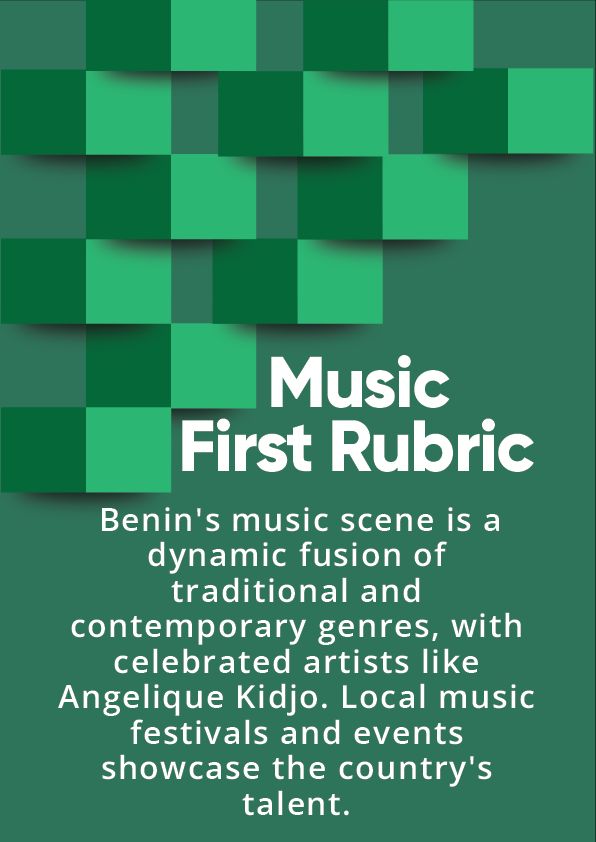 Music
First Rubric
Benin's music scene is a
dynamic fusion of
traditional and
contemporary genres, with
celebrated artists like
Angelique Kidjo. Local music
festivals and events
showcase the country's
talent.